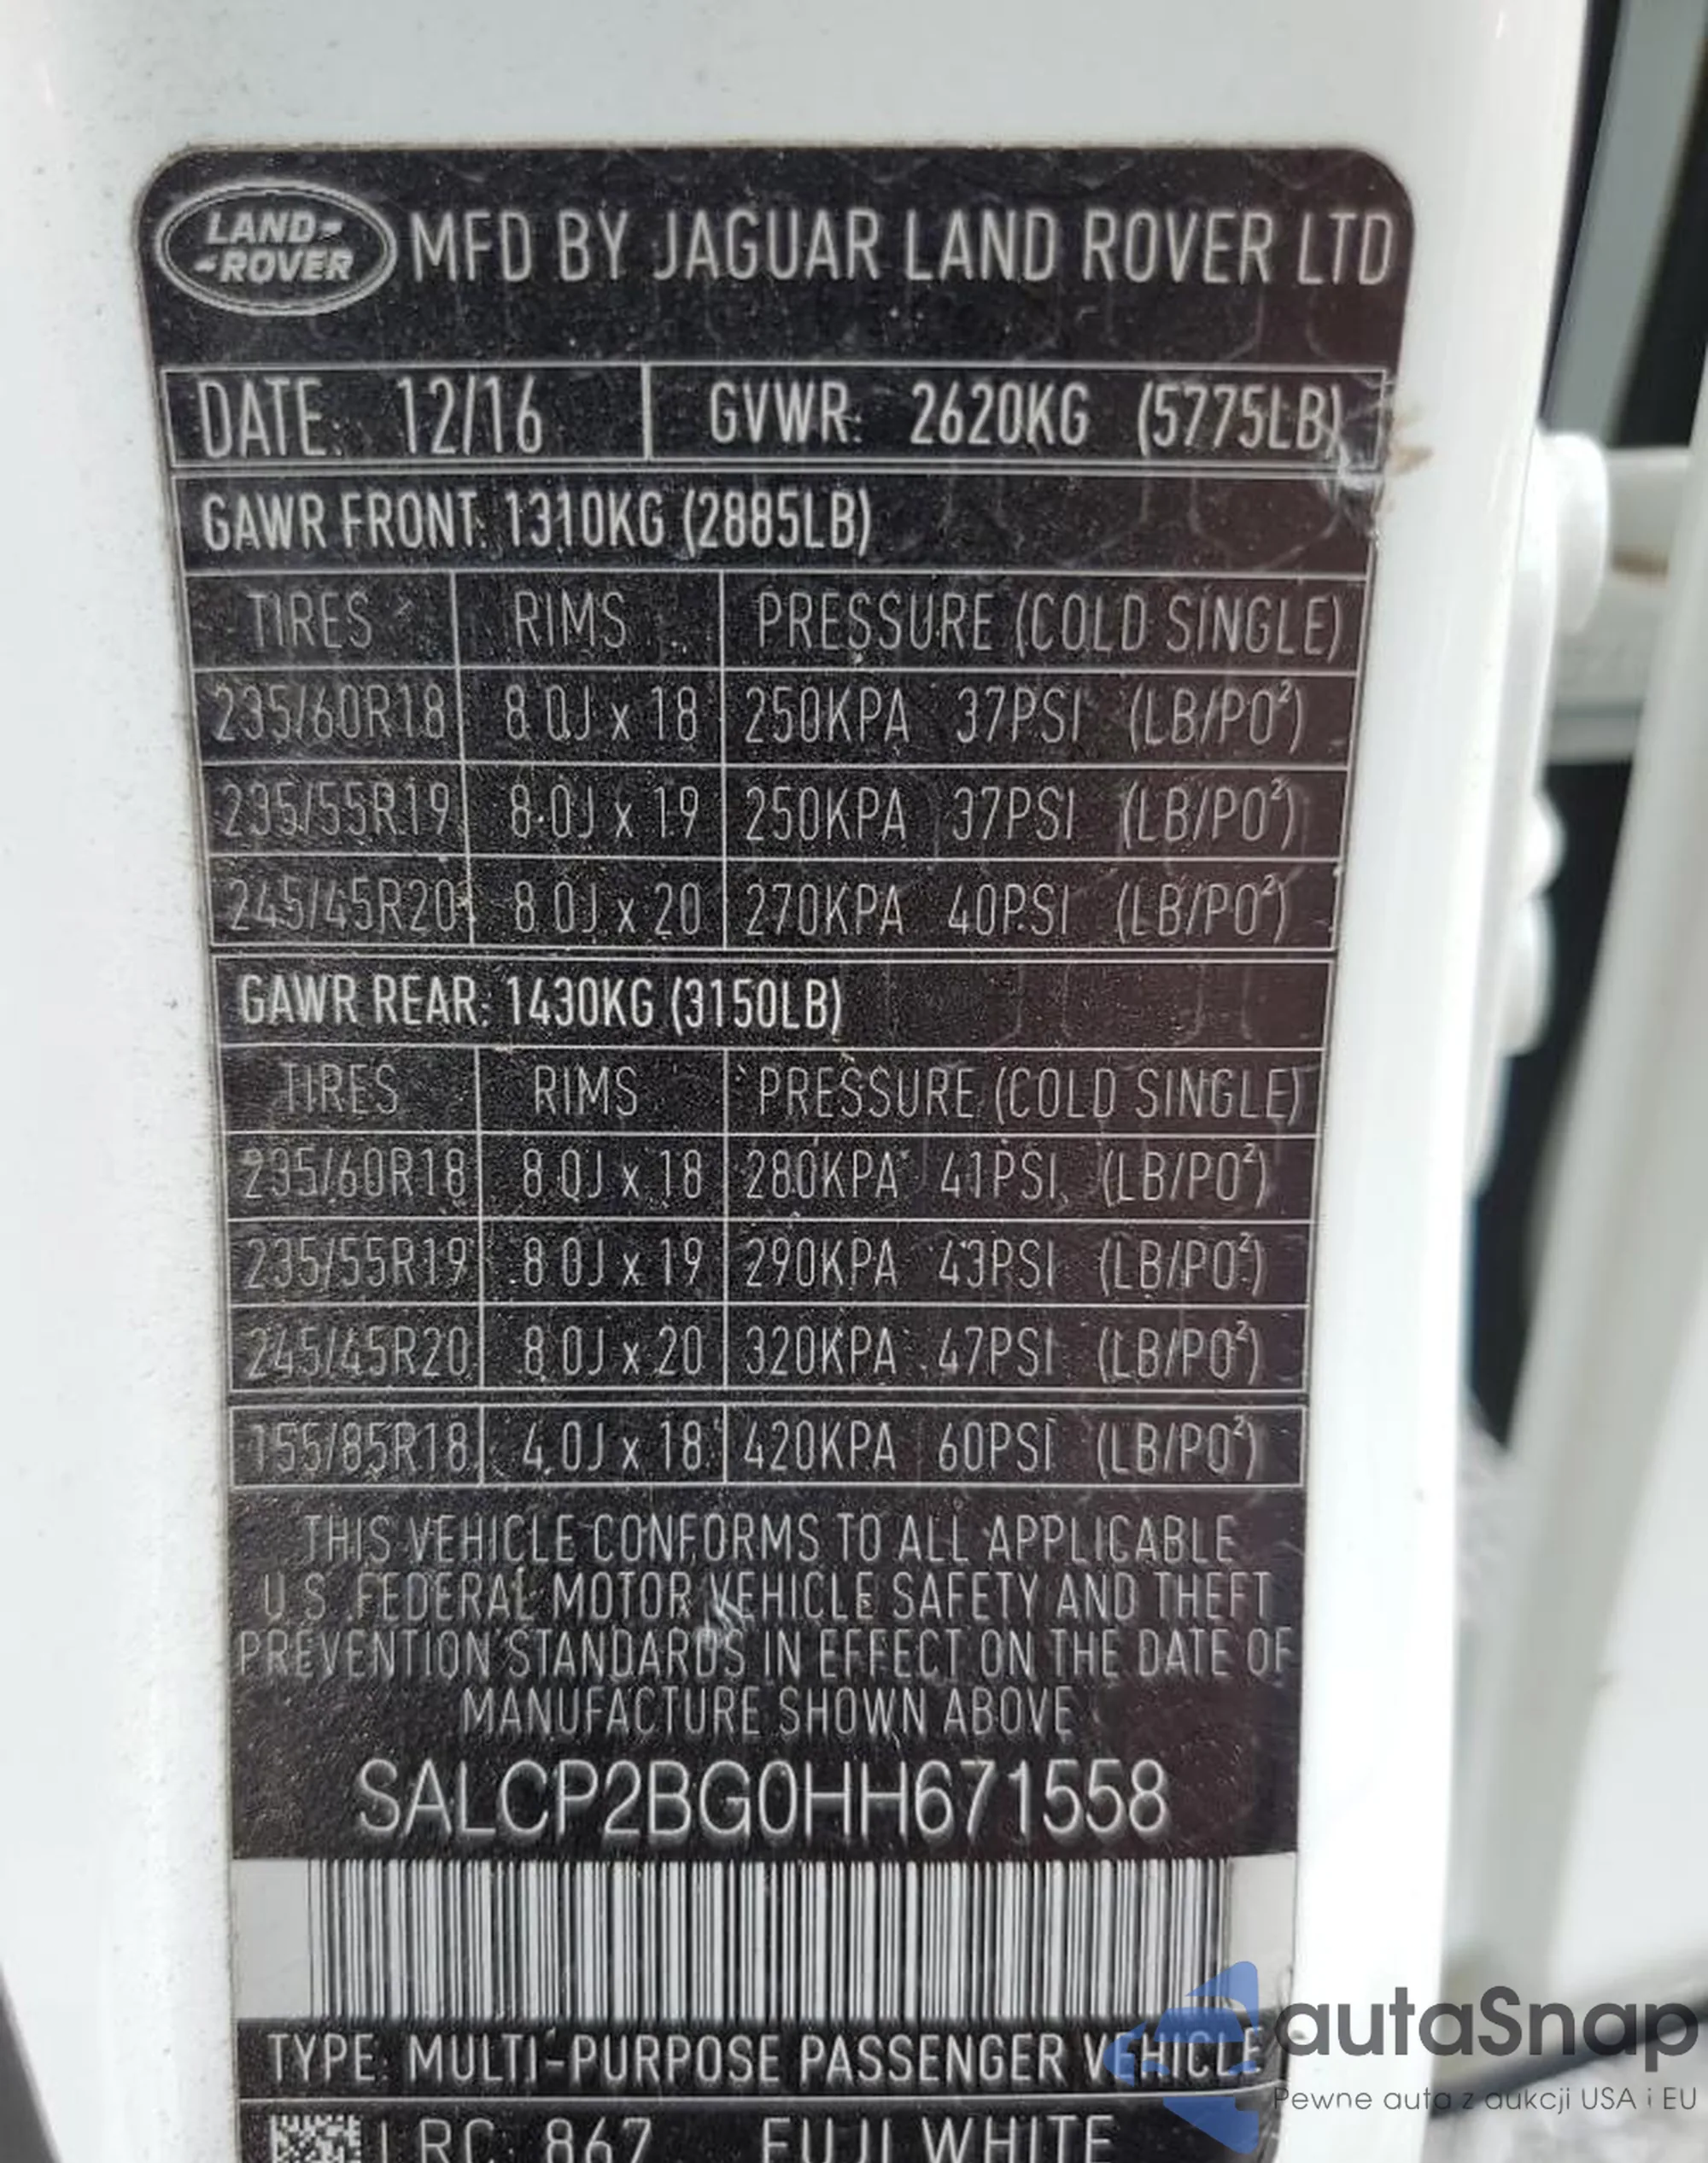 LAND-
-ROVER
MFD BY JAGUAR LAND ROVER LTD
DATE: 12/16 GVWR: 2620KG (5775LB)
GAWR FRONT: 1310KG (2885LB)
TIRES RIMS PRESSURE (COLD SINGLE)
235/60R18 8.0J x 18 250KPA 37PSI (LB/PO²)
235/55R19 8.0J x 19 250KPA 37PSI (LB/PO²)
245/45R20 8.0J x 20 270KPA 40PSI (LB/PO²)
GAWR REAR: 1430KG (3150LB)
TIRES RIMS PRESSURE (COLD SINGLE)
235/60R18 8.0J x 18 280KPA 41PSI (LB/PO²)
235/55R19 8.0J x 19 290KPA 43PSI (LB/PO²)
245/45R20 8.0J x 20 320KPA 47PSI (LB/PO²)
155/85R18 4.0J x 18 420KPA 60PSI (LB/PO²)
THIS VEHICLE CONFORMS TO ALL APPLICABLE
U.S. FEDERAL MOTOR VEHICLE SAFETY AND THEFT
PREVENTION STANDARDS IN EFFECT ON THE DATE OF
MANUFACTURE SHOWN ABOVE
SALCP2BG0HH671558
TYPE: MULTI-PURPOSE PASSENGER VEHICLE
LRC: 867 FUJI WHITE
autaSnap
Pewne auta z aukcji USA i EU